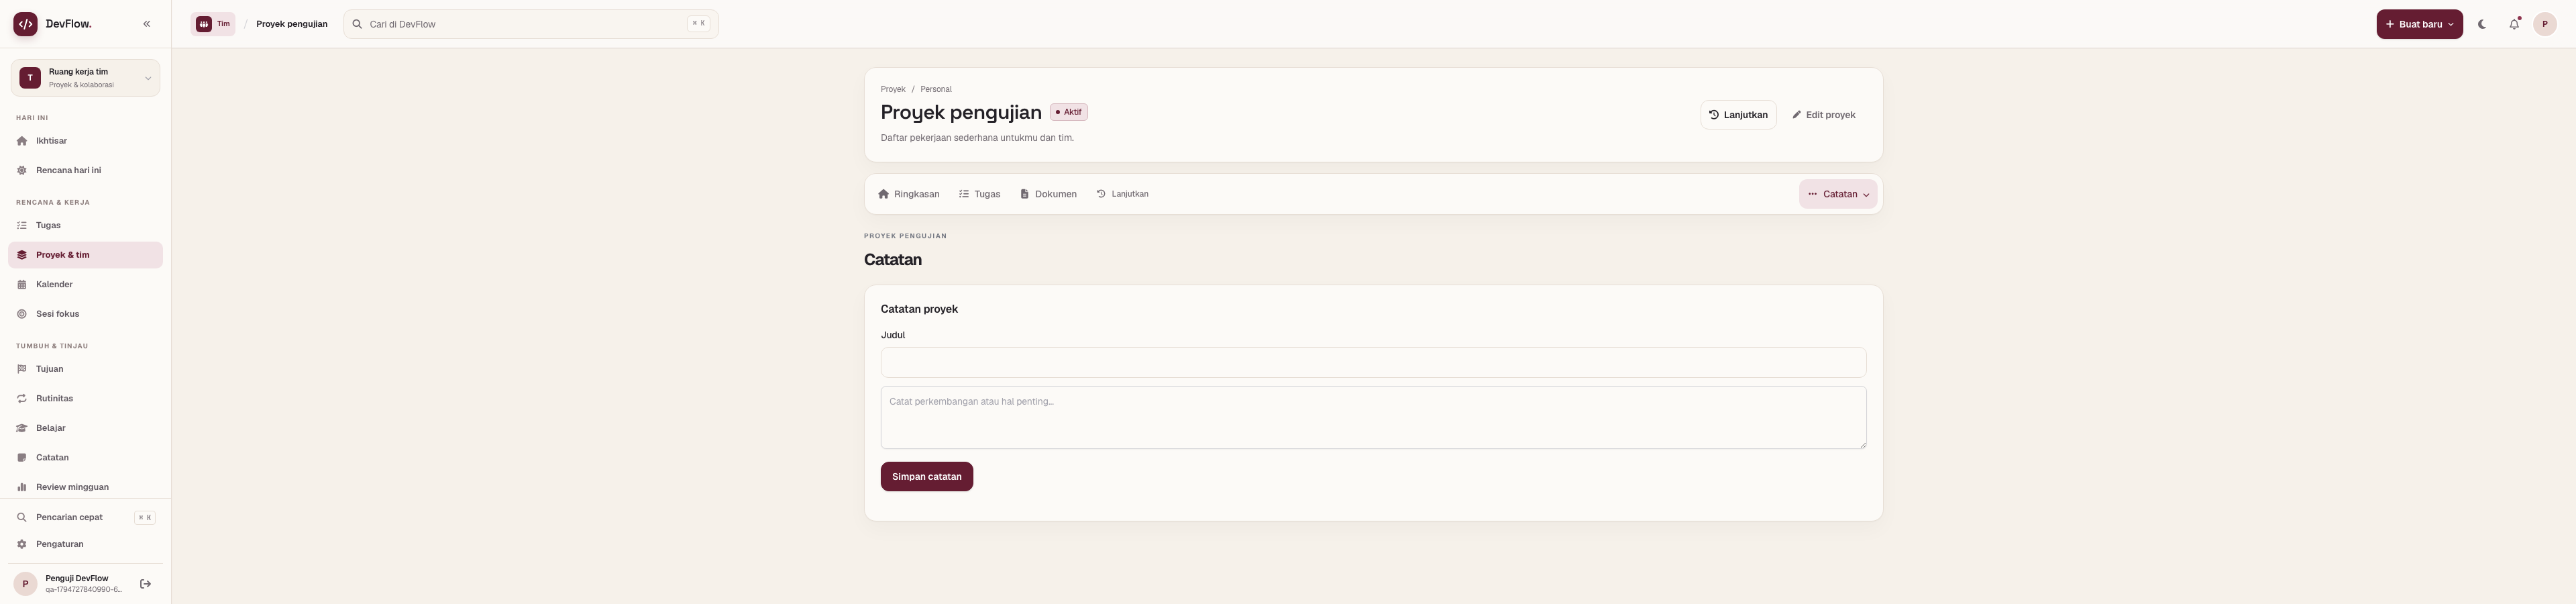 DevFlow.
Tim / Proyek pengujian
Cari di DevFlow
⌘ K
Buat baru
P
T
Ruang kerja tim
Proyek & kolaborasi
HARI INI
Ikhtisar
Rencana hari ini
RENCANA & KERJA
Tugas
Proyek & tim
Kalender
Sesi fokus
TUMBUH & TINJAU
Tujuan
Rutinitas
Belajar
Catatan
Review mingguan
Pencarian cepat
⌘ K
Pengaturan
P
Penguji DevFlow
qa-1794727840990-6...
Proyek / Personal
Proyek pengujian
Aktif
Daftar pekerjaan sederhana untukmu dan tim.
Lanjutkan
Edit proyek
Ringkasan
Tugas
Dokumen
Lanjutkan
Catatan
PROYEK PENGUJIAN
Catatan
Catatan proyek
Judul
Catat perkembangan atau hal penting...
Simpan catatan